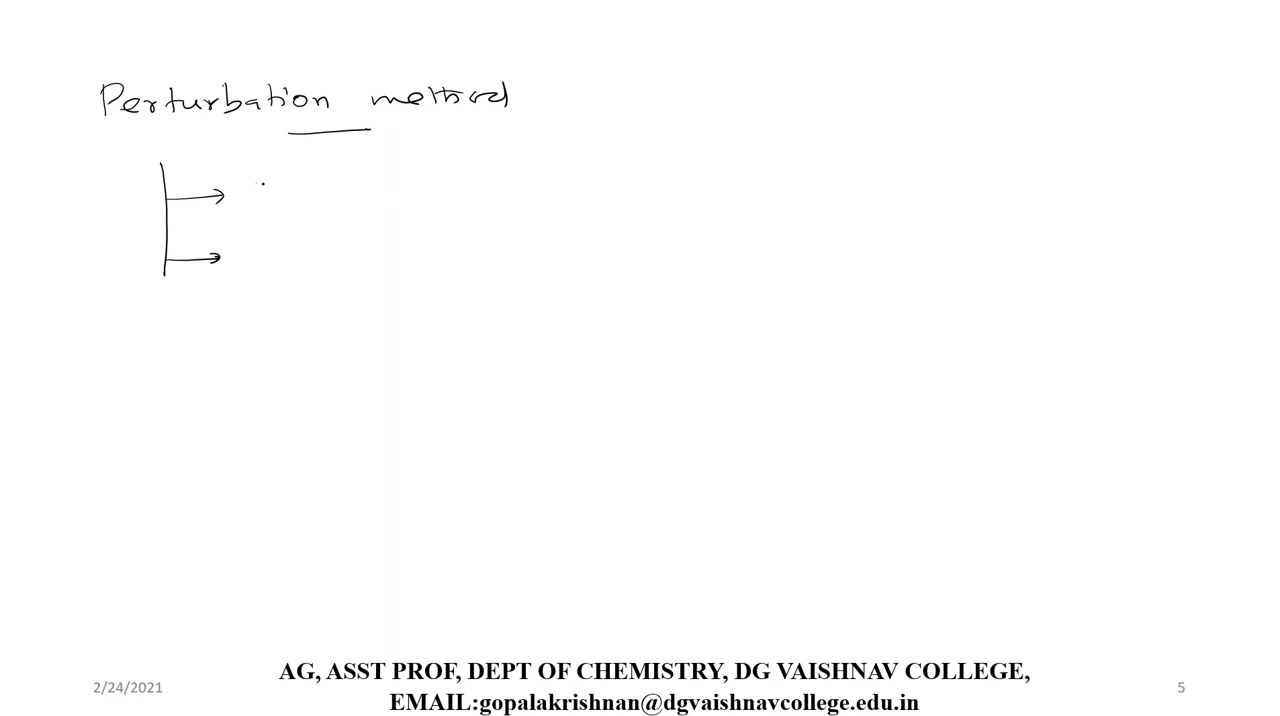 Perturbation method
AG, ASST PROF, DEPT OF CHEMISTRY, DG VAISHNAV COLLEGE,
2/24/2021
EMAIL:gopalakrishnan@dgvaishnavcollege.edu.in
5